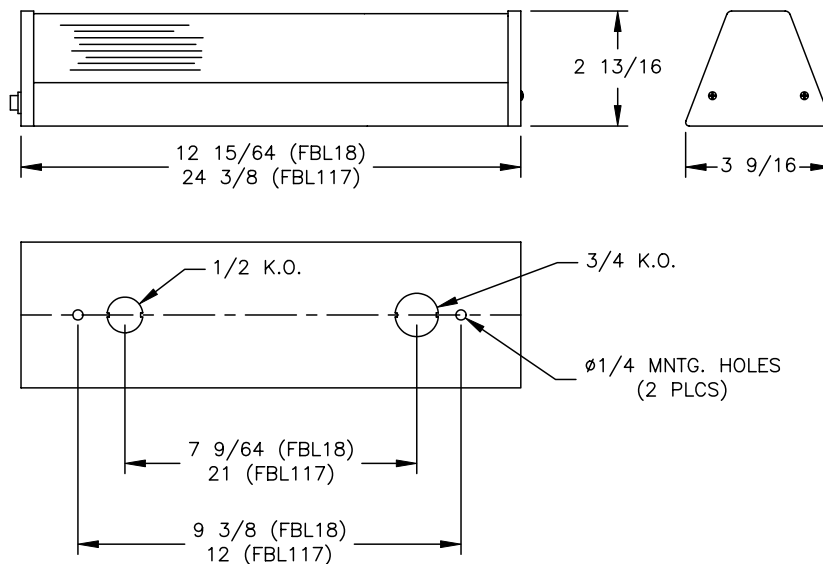 2 13/16
12 15/64 (FBL18)
24 3/8 (FBL117)
3 9/16
1/2 K.O.
3/4 K.O.
ø1/4 MNTG. HOLES
(2 PLCS)
7 9/64 (FBL18)
21 (FBL117)
9 3/8 (FBL18)
12 (FBL117)